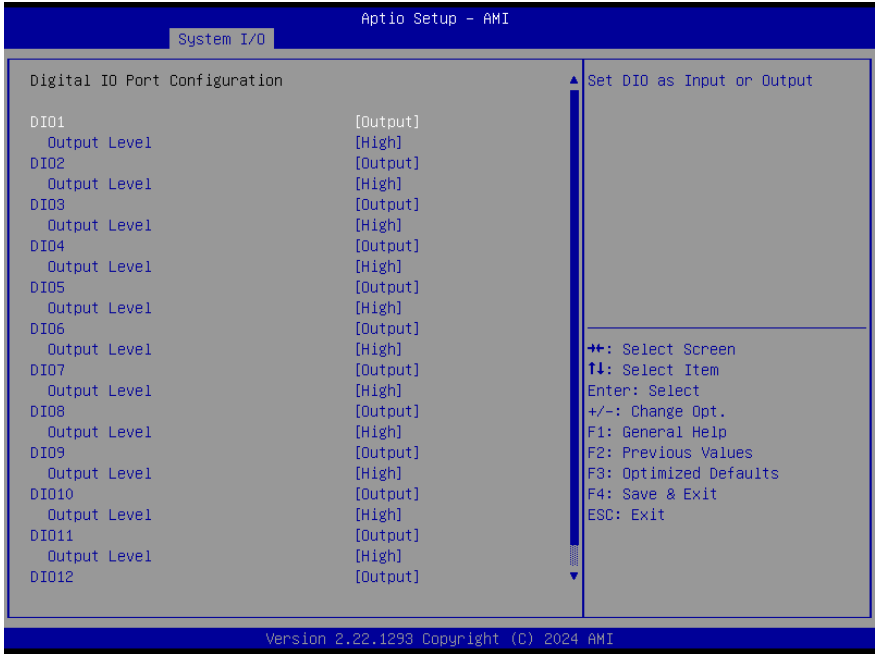 Aptio Setup – AMI
System I/O
Digital IO Port Configuration
Set DIO as Input or Output
DIO1 [Output]
Output Level [High]
DIO2 [Output]
Output Level [High]
DIO3 [Output]
Output Level [High]
DIO4 [Output]
Output Level [High]
DIO5 [Output]
Output Level [High]
DIO6 [Output]
Output Level [High]
DIO7 [Output]
Output Level [High]
DIO8 [Output]
Output Level [High]
DIO9 [Output]
Output Level [High]
DIO10 [Output]
Output Level [High]
DIO11 [Output]
Output Level [High]
DIO12 [Output]
→←: Select Screen
↑↓: Select Item
Enter: Select
+/-: Change Opt.
F1: General Help
F2: Previous Values
F3: Optimized Defaults
F4: Save & Exit
ESC: Exit
Version 2.22.1293 Copyright (C) 2024 AMI